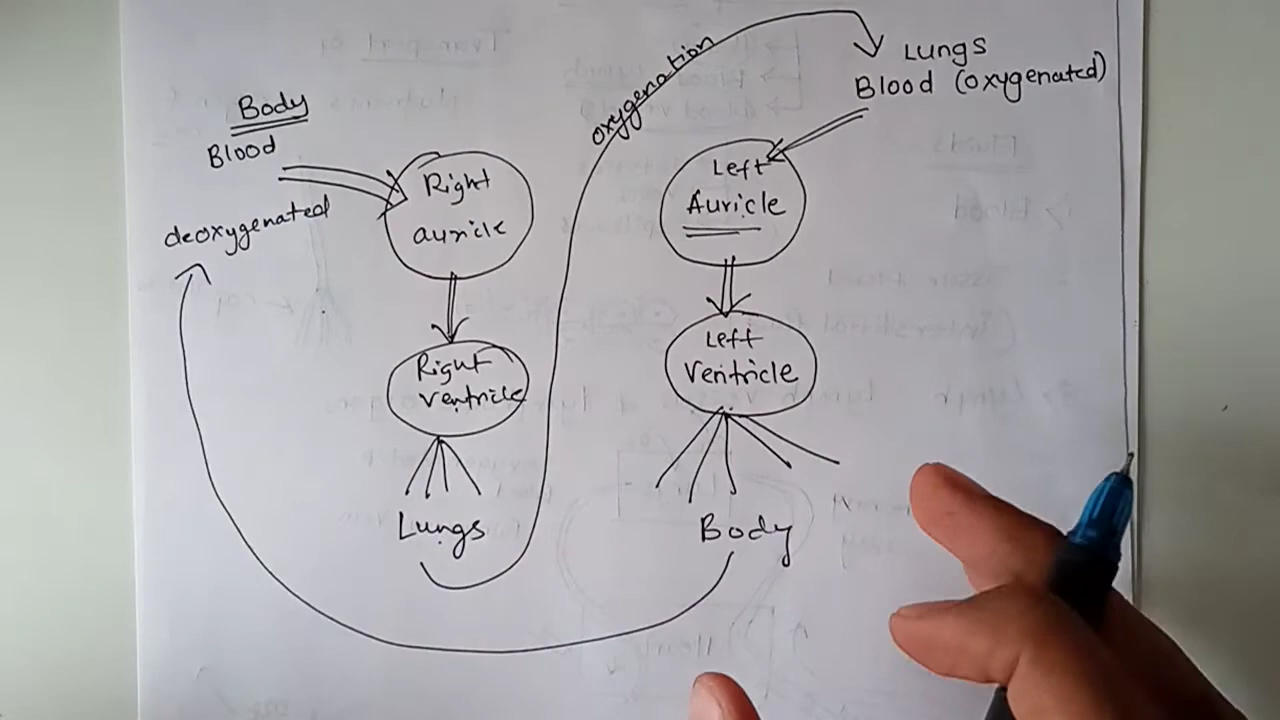 Body
Blood
deoxygenated
Right
auricle
Right
ventricle
Lungs
oxygenation
Lungs
Blood (oxygenated)
Left
Auricle
Left
Ventricle
Body